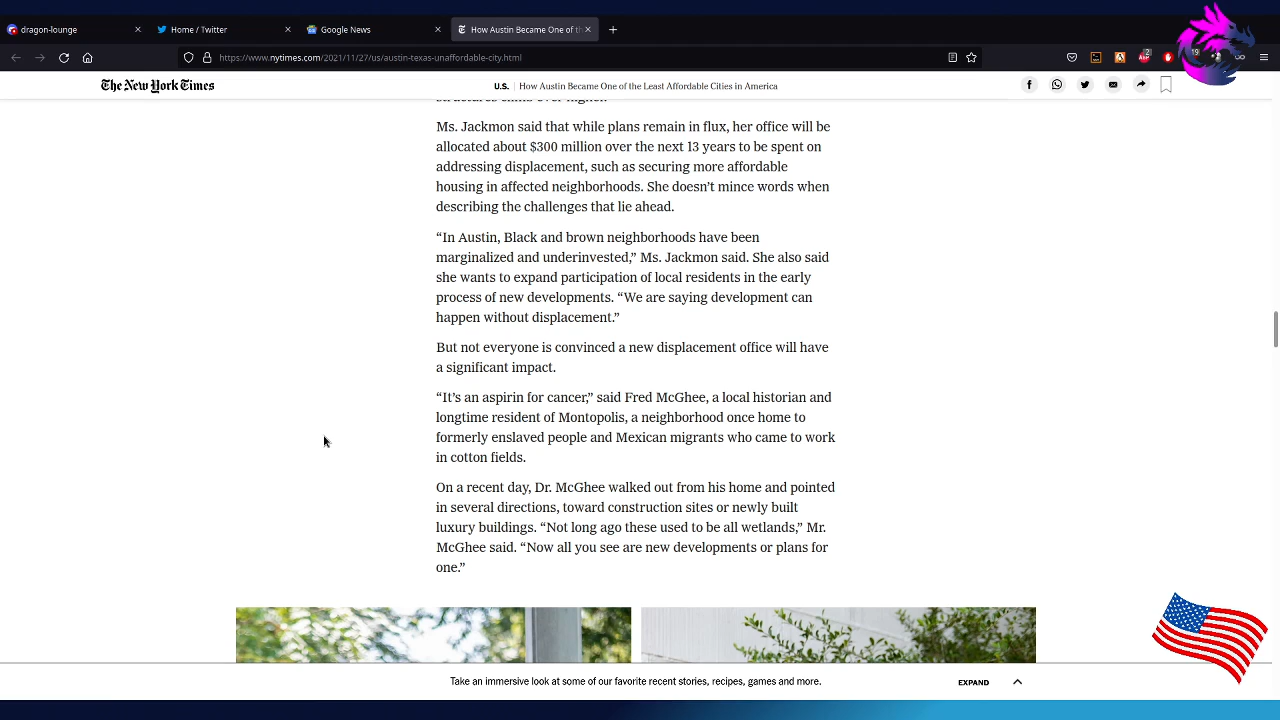 dragon-lounge
Home / Twitter
Google News
How Austin Became One of th
https://www.nytimes.com/2021/11/27/us/austin-texas-unaffordable-city.html
2
19
The New York Times
U.S. | How Austin Became One of the Least Affordable Cities in America
structures climb ever higher.
Ms. Jackmon said that while plans remain in flux, her office will be
allocated about $300 million over the next 13 years to be spent on
addressing displacement, such as securing more affordable
housing in affected neighborhoods. She doesn’t mince words when
describing the challenges that lie ahead.
“In Austin, Black and brown neighborhoods have been
marginalized and underinvested,” Ms. Jackmon said. She also said
she wants to expand participation of local residents in the early
process of new developments. “We are saying development can
happen without displacement.”
But not everyone is convinced a new displacement office will have
a significant impact.
“It’s an aspirin for cancer,” said Fred McGhee, a local historian and
longtime resident of Montopolis, a neighborhood once home to
formerly enslaved people and Mexican migrants who came to work
in cotton fields.
On a recent day, Dr. McGhee walked out from his home and pointed
in several directions, toward construction sites or newly built
luxury buildings. “Not long ago these used to be all wetlands,” Mr.
McGhee said. “Now all you see are new developments or plans for
one.”
Take an immersive look at some of our favorite recent stories, recipes, games and more.
EXPAND